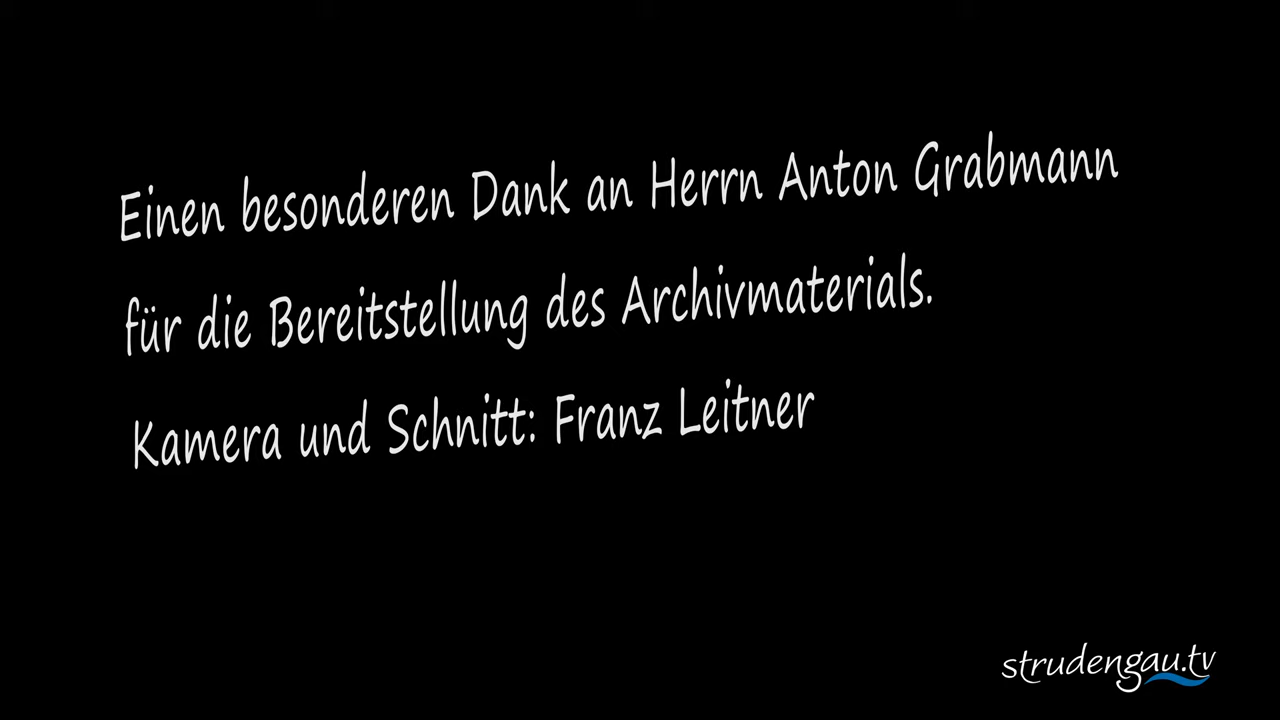 Einen besonderen Dank an Herrn Anton Grabmann
für die Bereitstellung des Archivmaterials.
Kamera und Schnitt: Franz Leitner
strudengau.tv